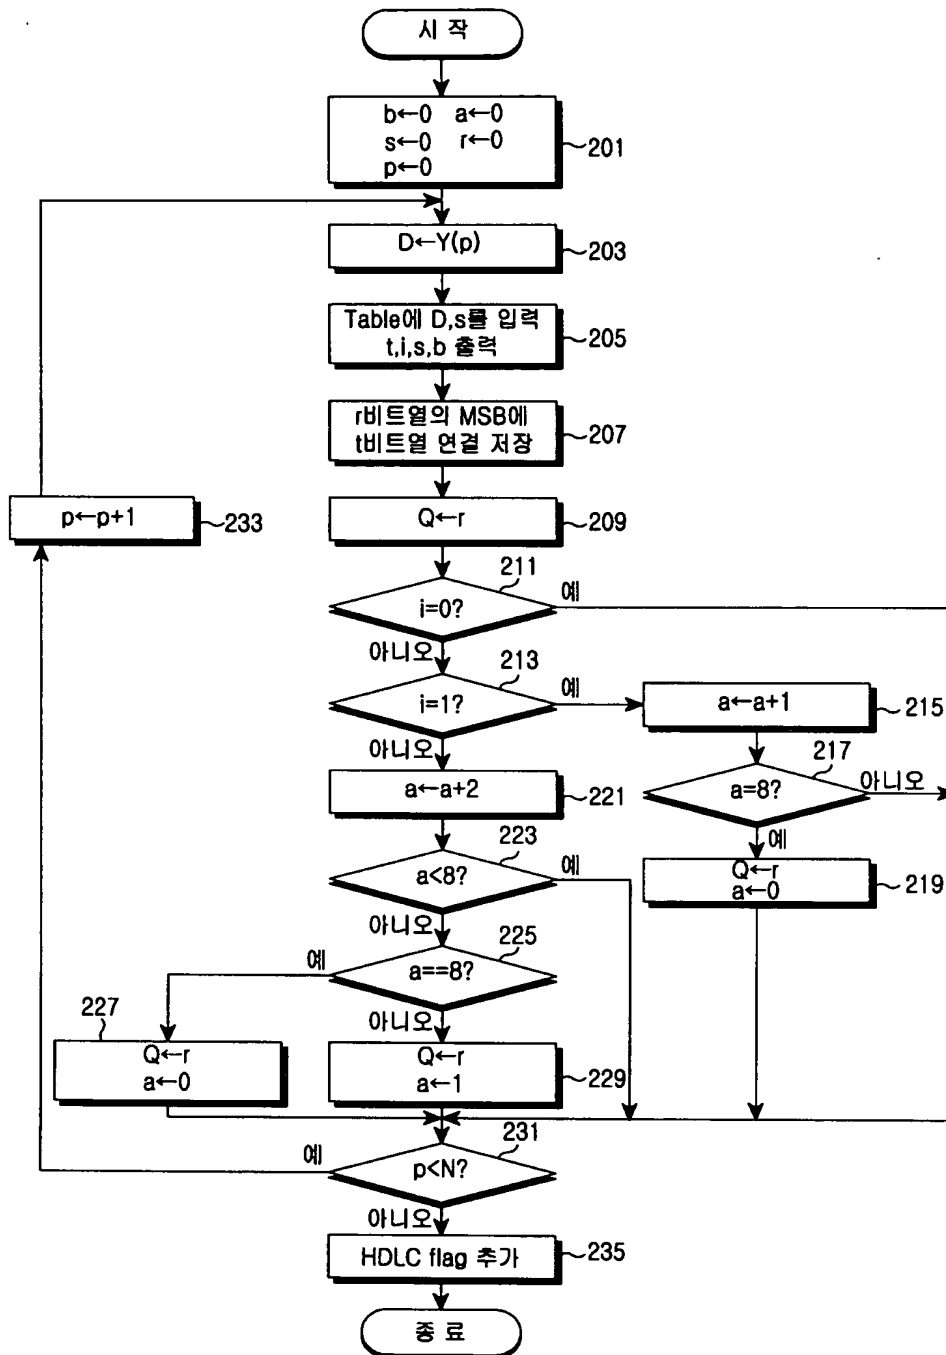 시 작
b←0 a←0
s←0 r←0
p←0
201
D←Y(p)
203
Table에 D,s를 입력
t,i,s,b 출력
205
r비트열의 MSB에
t비트열 연결 저장
207
p←p+1
233
Q←r
209
211
i=0?
예
아니오
213
i=1?
예
a←a+1
215
아니오
217
a=8?
아니오
a←a+2
221
예
223
a<8?
예
Q←r
a←0
219
아니오
225
a==8?
예
227
아니오
Q←r
a←0
Q←r
a←1
229
231
p<N?
예
아니오
HDLC flag 추가
235
종 료